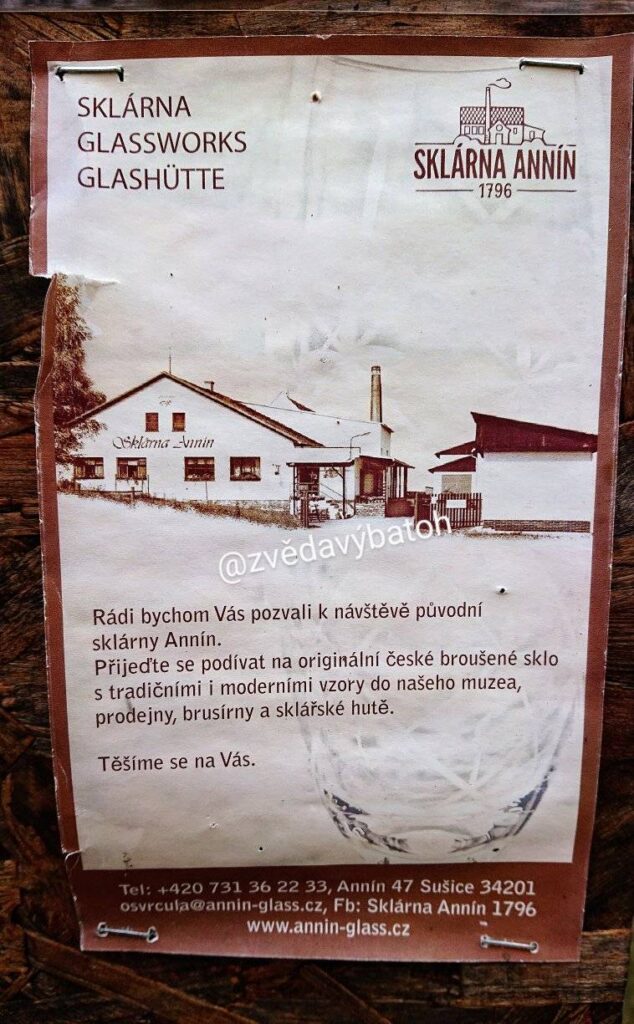 SKLÁRNA
GLASSWORKS
GLASHÜTTE
SKLÁRNA ANNÍN
1796
Sklárna Annín
@zvědavýbatoh
Rádi bychom Vás pozvali k návštěvě původní
sklárny Annín.
Přijeďte se podívat na originální české broušené sklo
s tradičními i moderními vzory do našeho muzea,
prodejny, brusírny a sklářské hutě.
Těšíme se na Vás.
Tel: +420 731 36 22 33, Annín 47 Sušice 34201
osvrcula@annin-glass.cz, Fb: Sklárna Annín 1796
www.annin-glass.cz